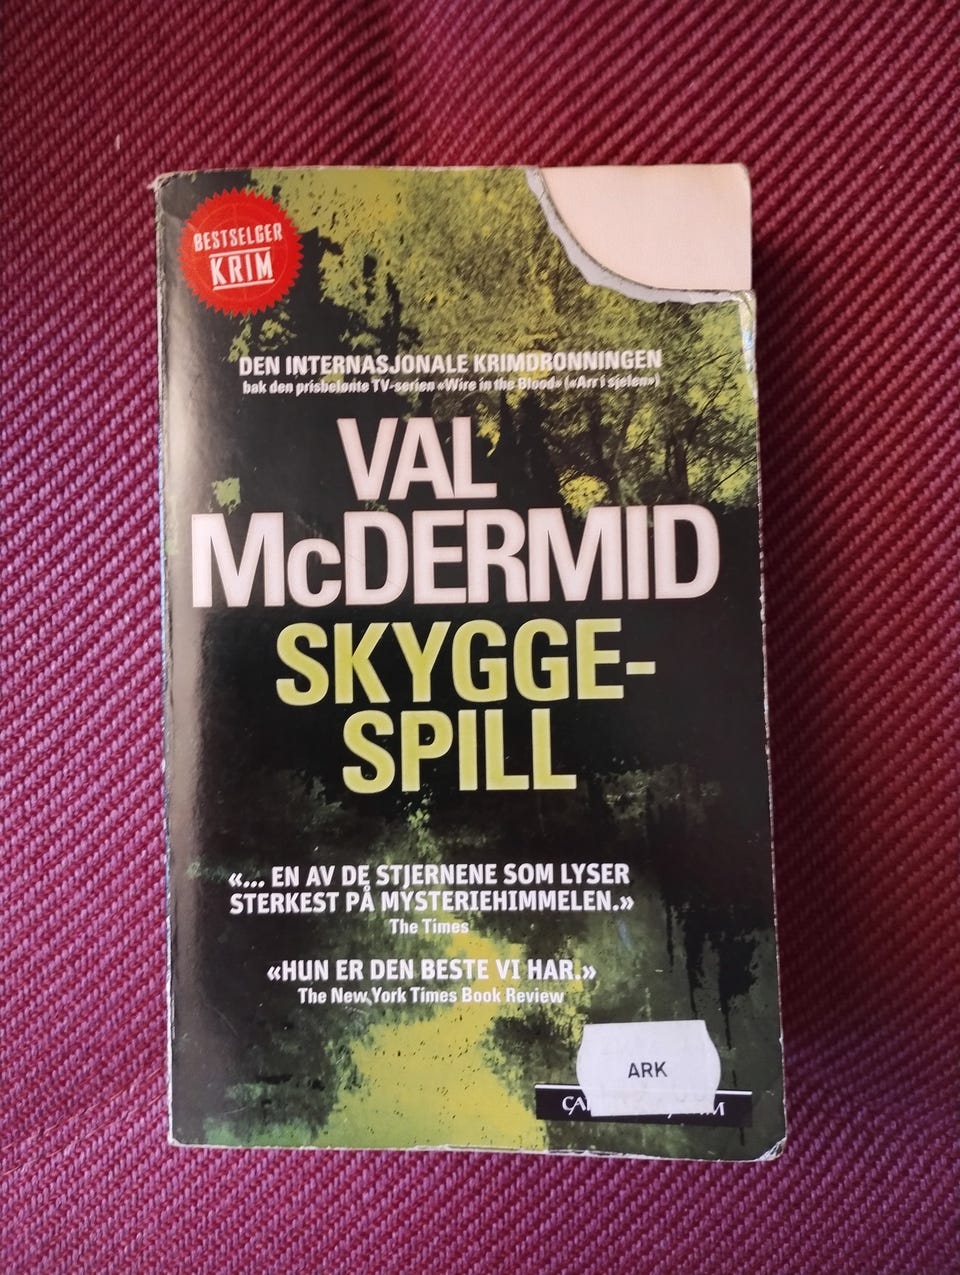 BESTSELGER
KRIM
DEN INTERNASJONALE KRIMDRONNINGEN
bak den prisbelønte TV-serien «Wire in the Blood» («Arr i sjelen»)
VAL
McDERMID
SKYGGE-
SPILL
«... EN AV DE STJERNENE SOM LYSER
STERKEST PÅ MYSTERIEHIMMELEN.»
The Times
«HUN ER DEN BESTE VI HAR.»
The New York Times Book Review
ARK